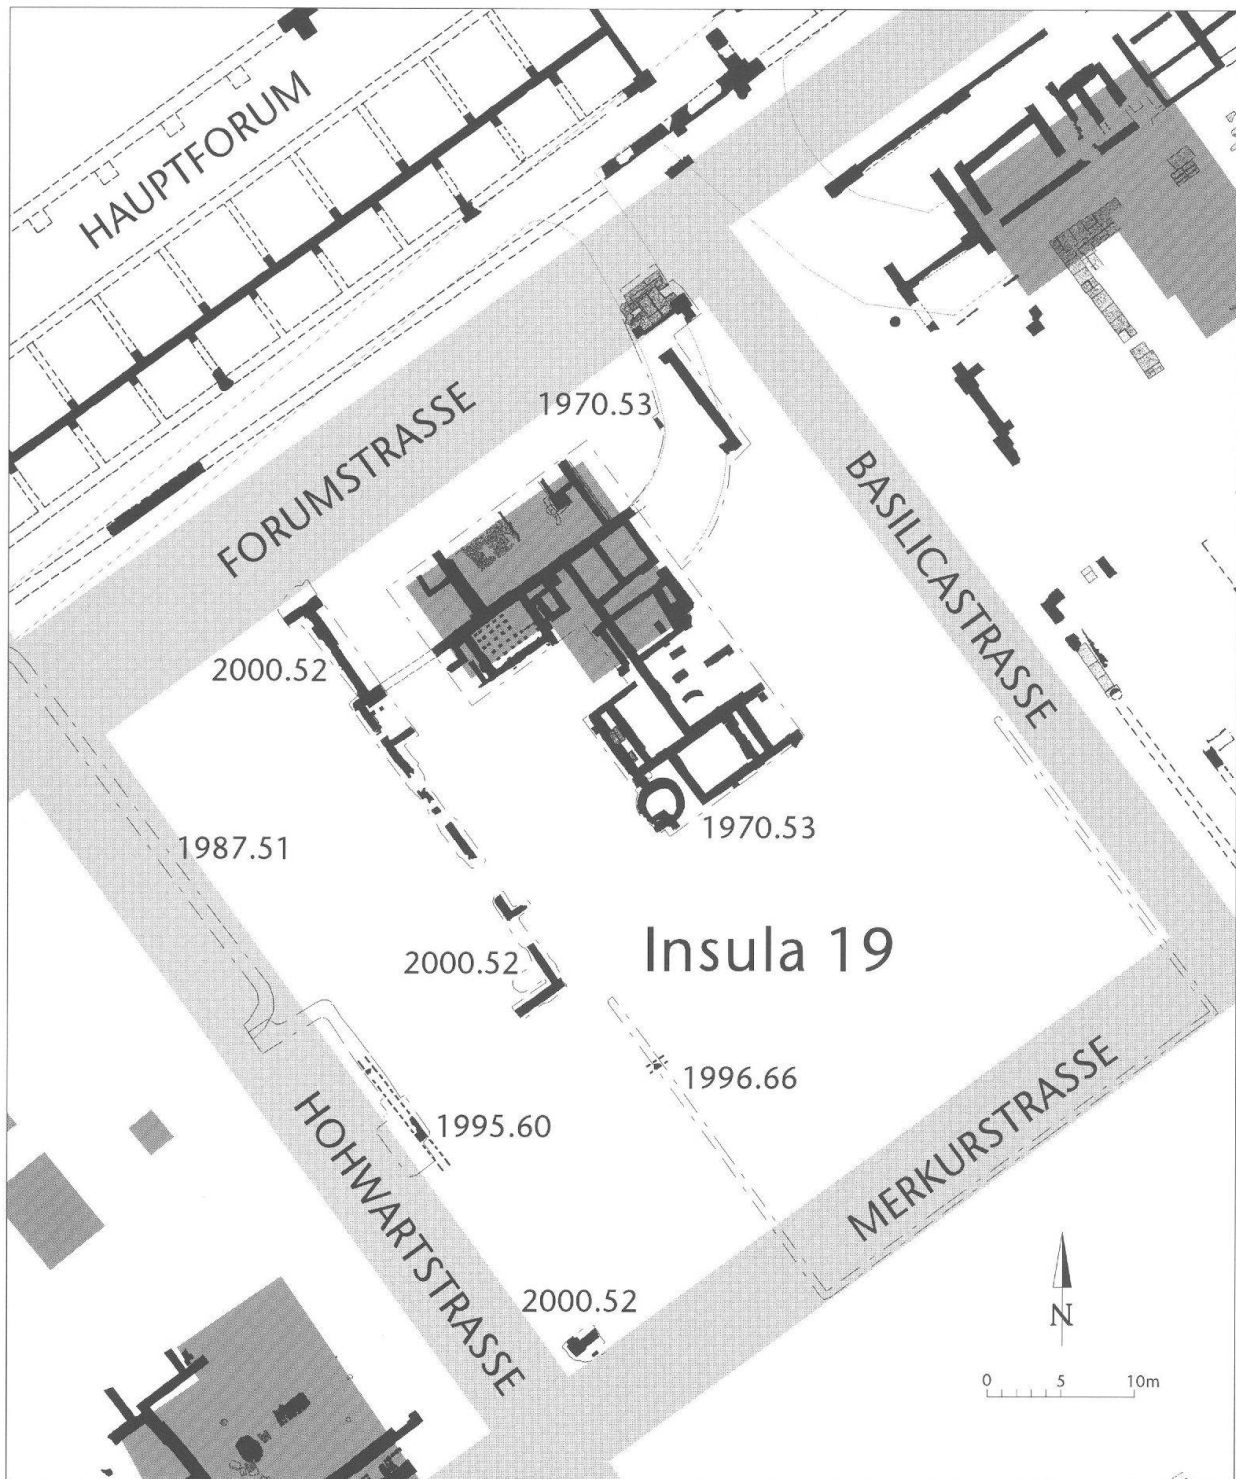 HAUPTFORUM
FORUMSTRASSE
1970.53
BASILICASTRASSE
2000.52
1970.53
1987.51
Insula 19
2000.52
1996.66
1995.60
HOHWARTSTRASSE
MERKURSTRASSE
2000.52
N
0 5 10m